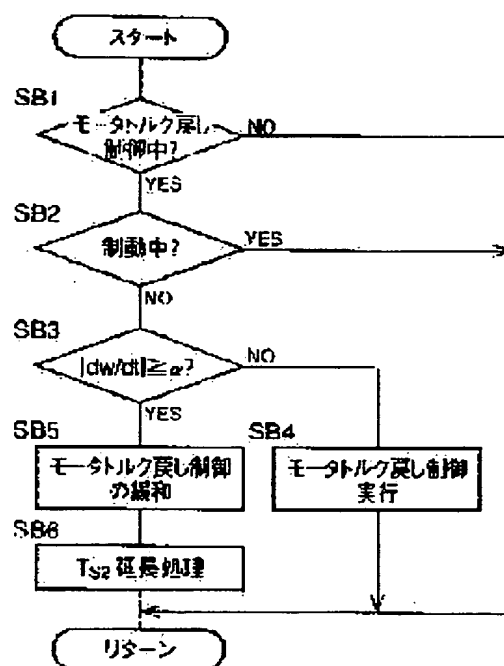 スタート
SB1
モータトルク戻し
制御中?
NO
YES
SB2
制動中?
YES
NO
SB3
|dw/dt|≧α?
NO
YES
SB5
モータトルク戻し制御
の緩和
SB4
モータトルク戻し制御
実行
SB6
TS2 延長処理
リターン